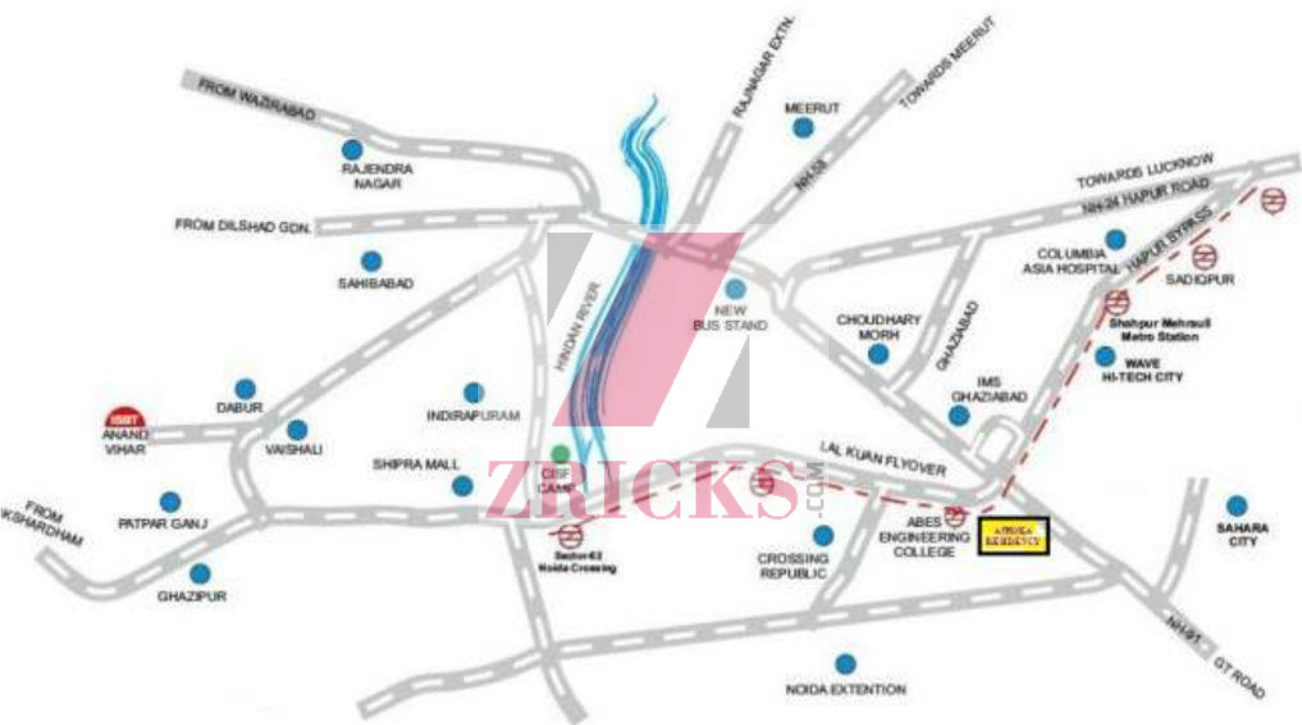 RAJNAGAR EXTN.
TOWARDS MEERUT
FROM WAZIRABAD
MEERUT
NH-58
RAJENDRA
NAGAR
TOWARDS LUCKNOW
NH-24 HAPUR ROAD
FROM DILSHAD GDN.
HAPUR BYPASS
COLUMBIA
ASIA HOSPITAL
SADIQPUR
SAHIBABAD
HINDAN RIVER
NEW
BUS STAND
CHOUDHARY
MORH
GHAZIABAD
Shahpur Mehrauli
Metro Station
WAVE
HI-TECH CITY
IMS
GHAZIABAD
DABUR
INDIRAPURAM
ISBT
ANAND
VIHAR
VAISHALI
SHIPRA MALL
CISF
CAMP
LAL KUAN FLYOVER
ZRICKS.COM
FROM
KSHARDHAM
PATPAR GANJ
ABES
ENGINEERING
COLLEGE
RESIDENCY
SAHARA
CITY
Sector-62
Noida Crossing
CROSSING
REPUBLIC
GHAZIPUR
NH-91
GT ROAD
NOIDA EXTENTION